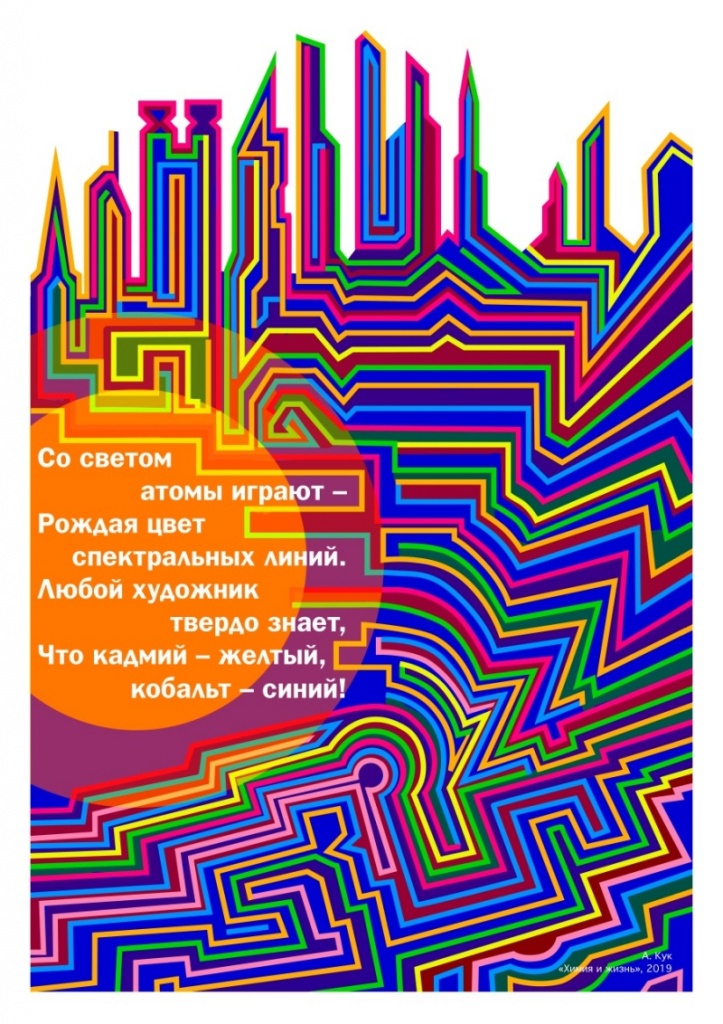 Со светом
атомы играют –
Рождая цвет
спектральных линий.
Любой художник
твердо знает,
Что кадмий – желтый,
кобальт – синий!
А. Кук
«Химия и жизнь», 2019